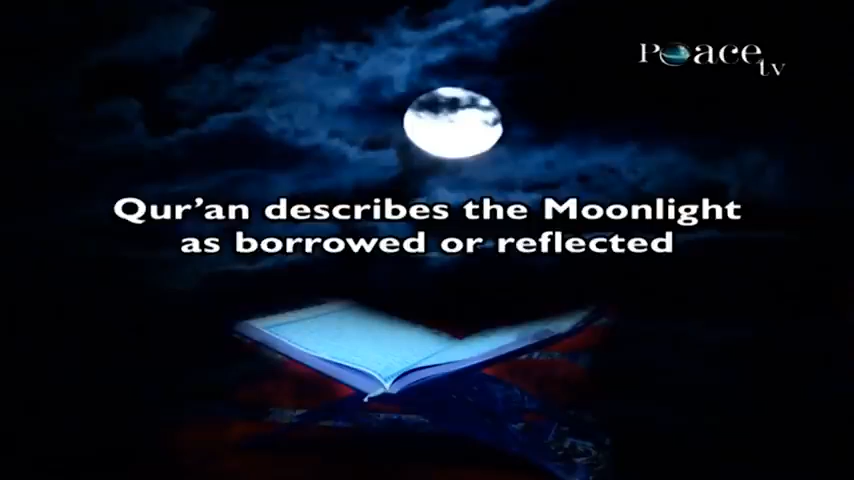 Peace tv
Qur'an describes the Moonlight
as borrowed or reflected